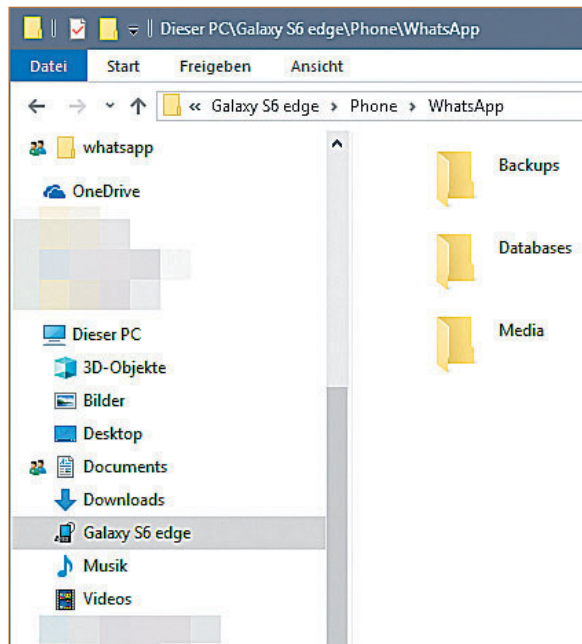 Dieser PC\Galaxy S6 edge\Phone\WhatsApp
Datei Start Freigeben Ansicht
« Galaxy S6 edge > Phone > WhatsApp
whatsapp
OneDrive
Dieser PC
3D-Objekte
Bilder
Desktop
Documents
Downloads
Galaxy S6 edge
Musik
Videos
Backups
Databases
Media